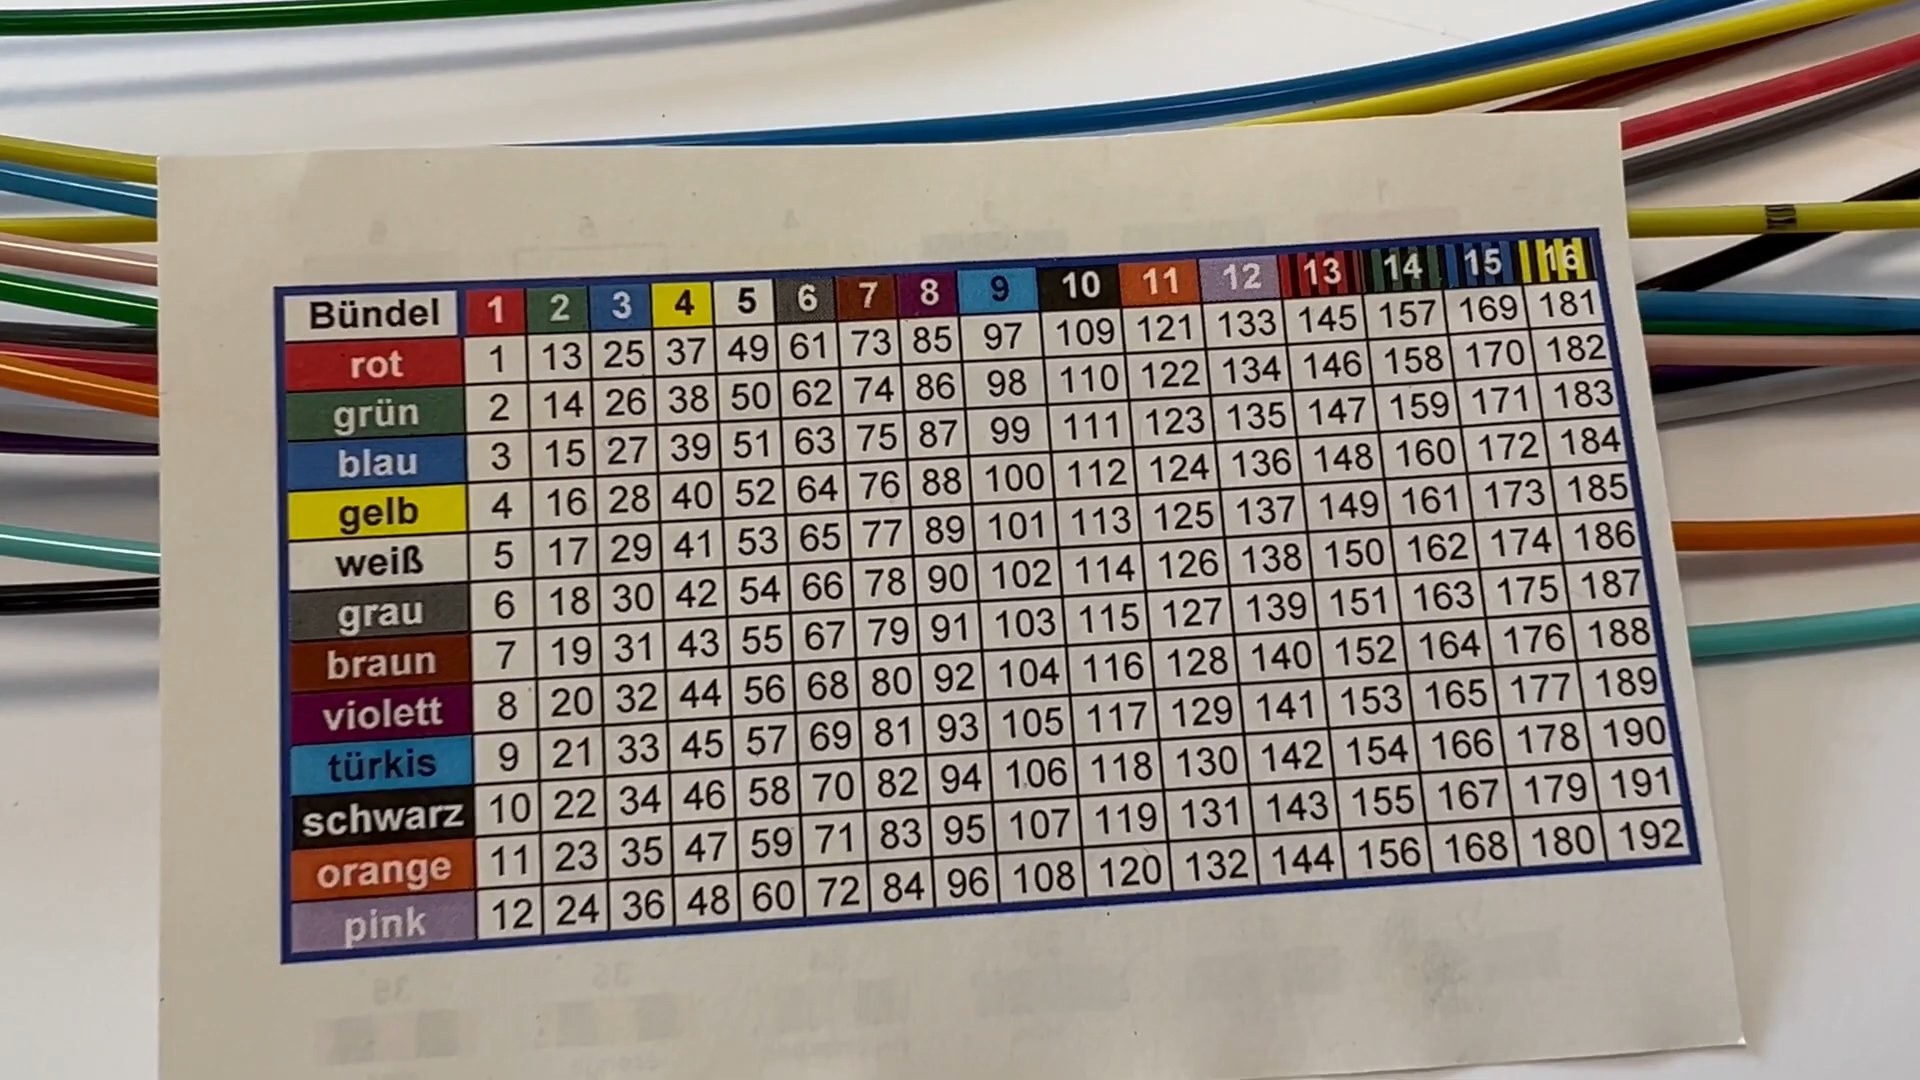 Bündel 1 2 3 4 5 6 7 8 9 10 11 12 13 14 15 16
rot 1 13 25 37 49 61 73 85 97 109 121 133 145 157 169 181
grün 2 14 26 38 50 62 74 86 98 110 122 134 146 158 170 182
blau 3 15 27 39 51 63 75 87 99 111 123 135 147 159 171 183
gelb 4 16 28 40 52 64 76 88 100 112 124 136 148 160 172 184
weiß 5 17 29 41 53 65 77 89 101 113 125 137 149 161 173 185
grau 6 18 30 42 54 66 78 90 102 114 126 138 150 162 174 186
braun 7 19 31 43 55 67 79 91 103 115 127 139 151 163 175 187
violett 8 20 32 44 56 68 80 92 104 116 128 140 152 164 176 188
türkis 9 21 33 45 57 69 81 93 105 117 129 141 153 165 177 189
schwarz 10 22 34 46 58 70 82 94 106 118 130 142 154 166 178 190
orange 11 23 35 47 59 71 83 95 107 119 131 143 155 167 179 191
pink 12 24 36 48 60 72 84 96 108 120 132 144 156 168 180 192